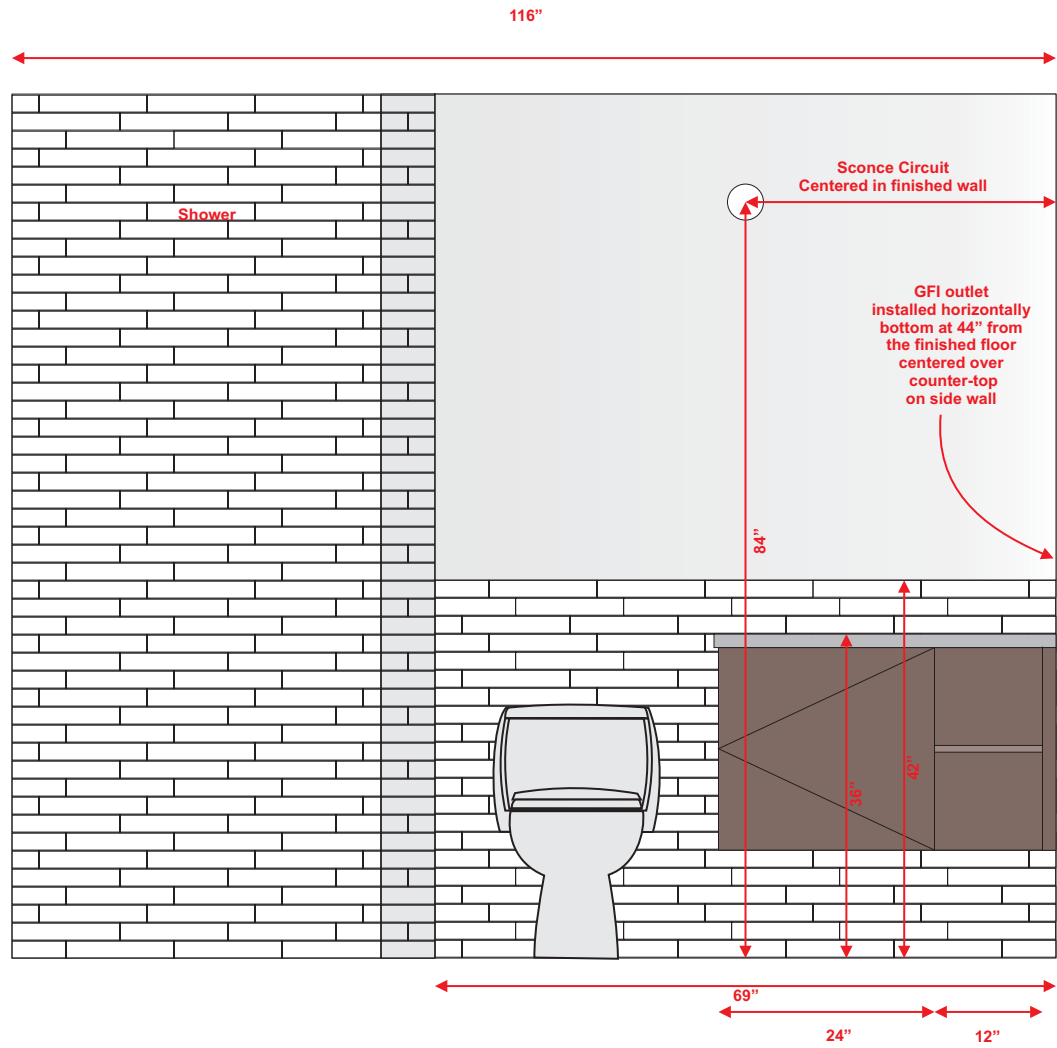 116”
Sconce Circuit
Centered in finished wall
Shower
GFI outlet
installed horizontally
bottom at 44” from
the finished floor
centered over
counter-top
on side wall
84”
42”
36”
69”
24”
12”